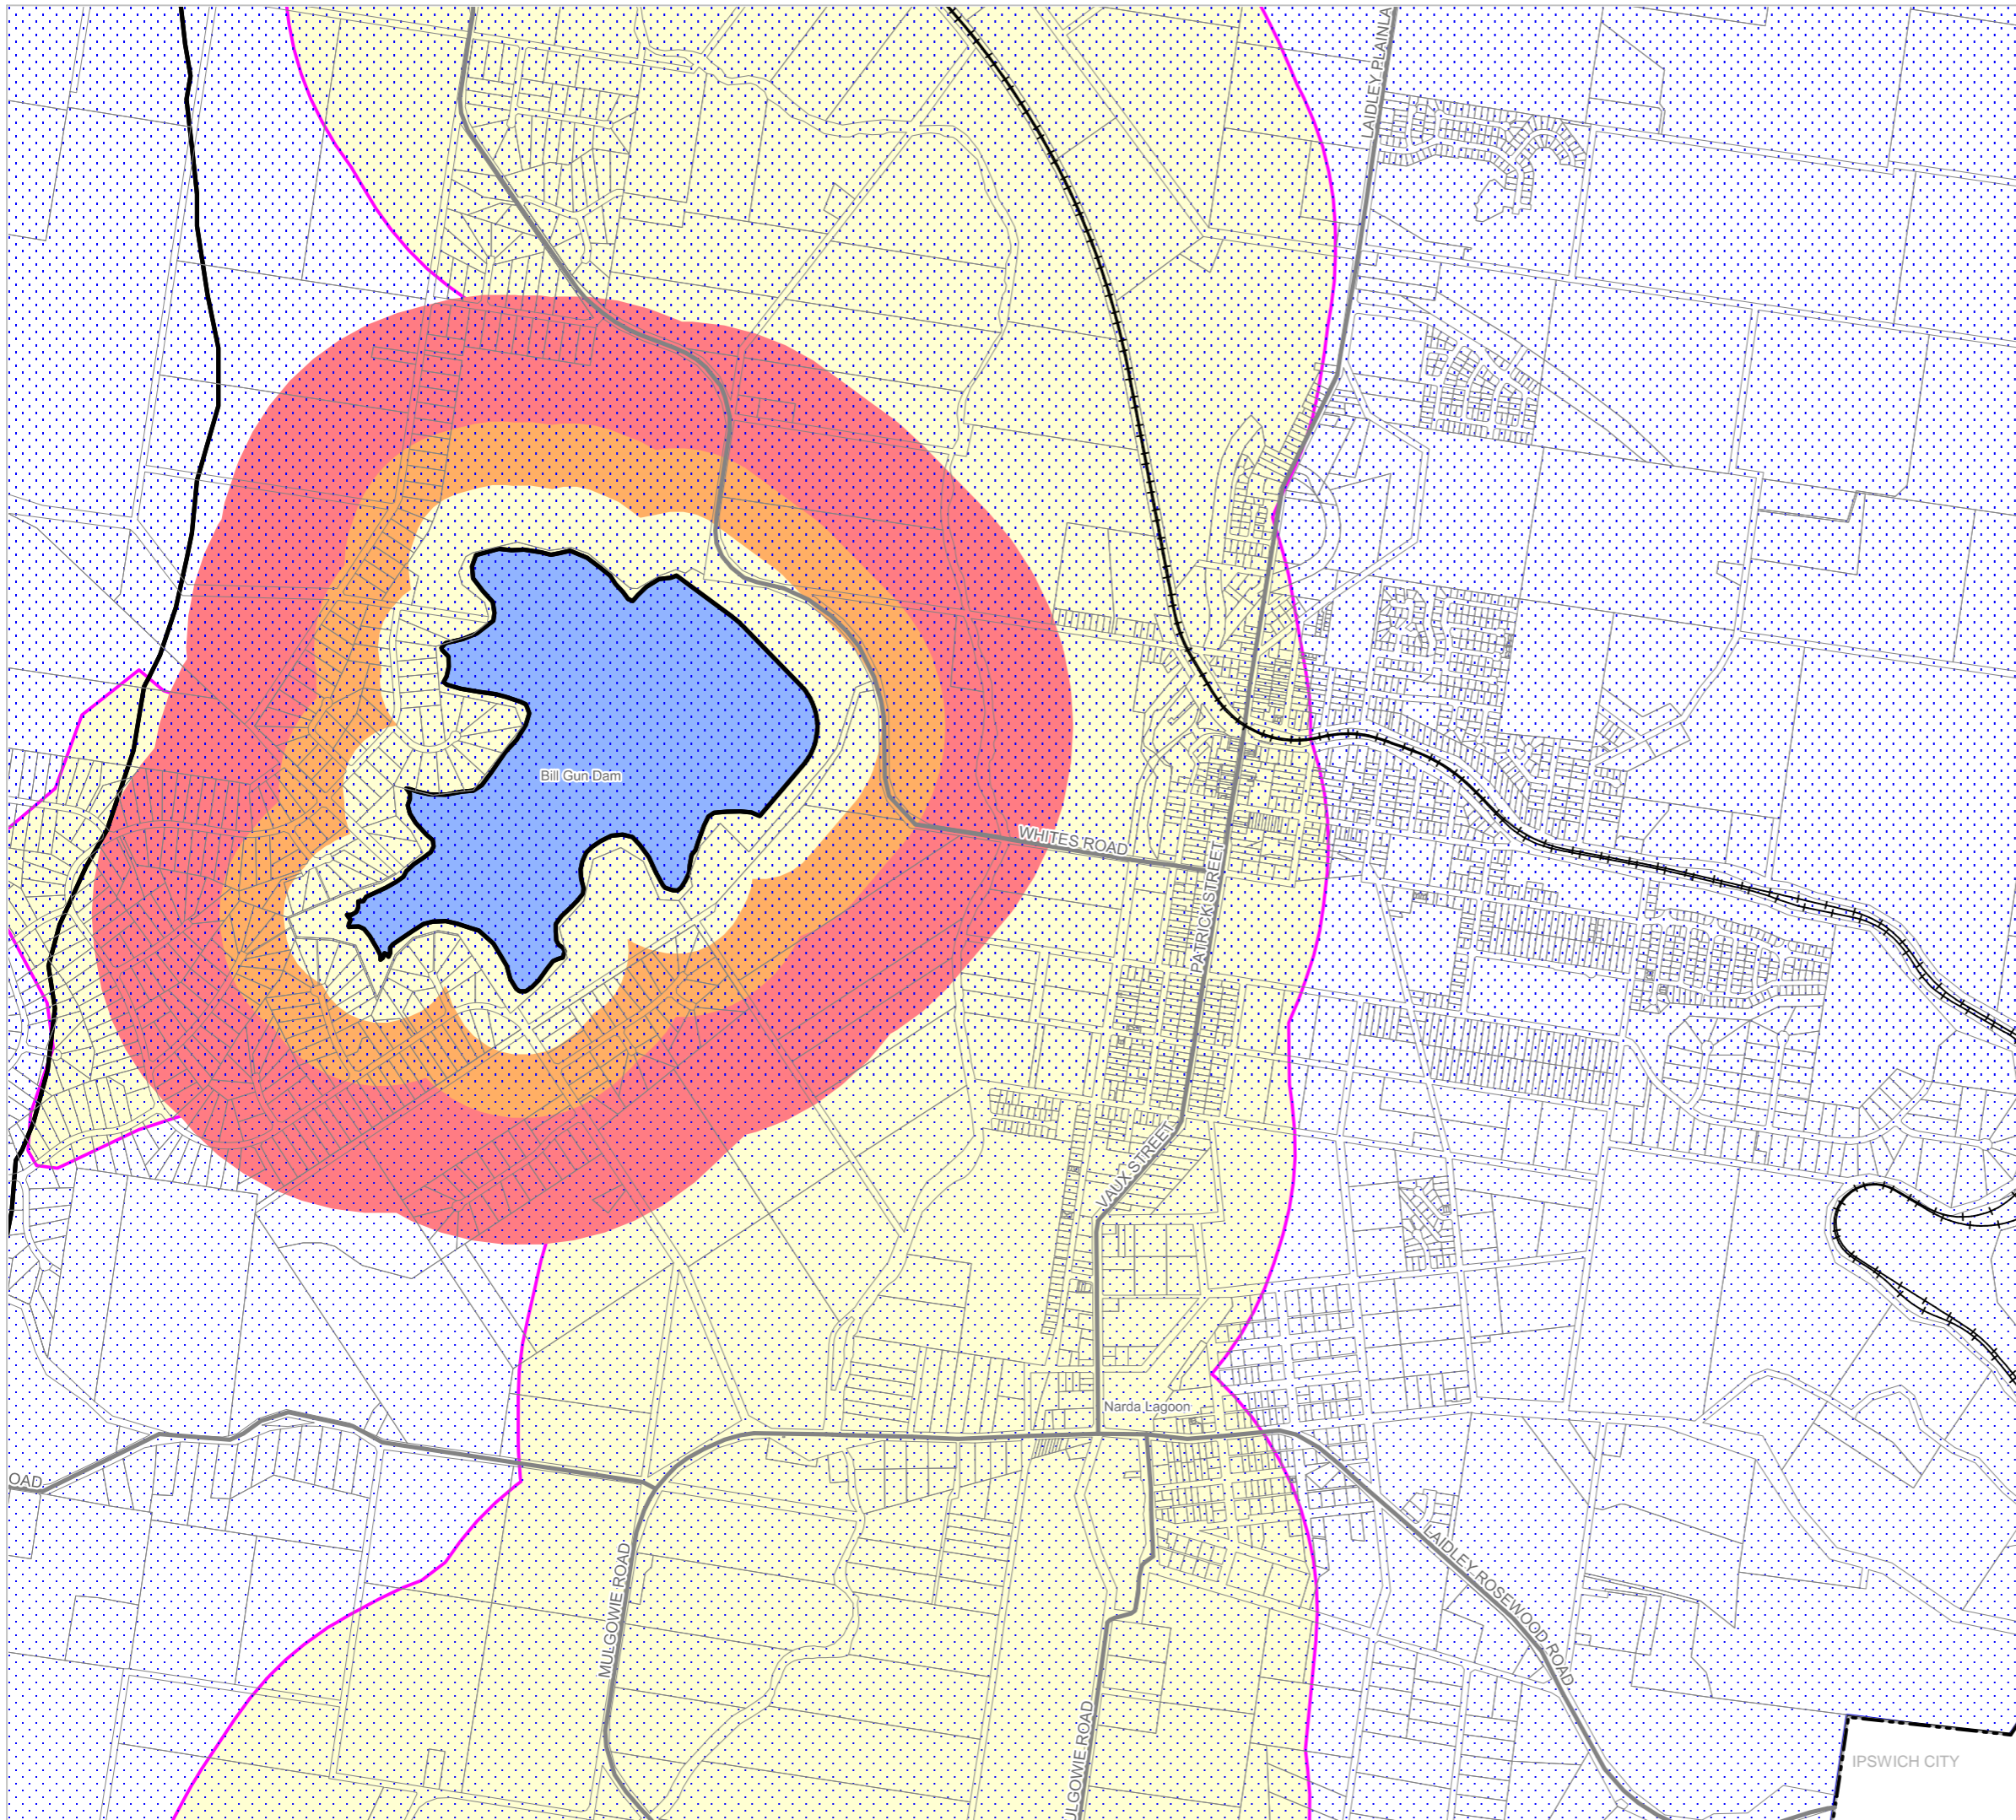 LAIDLEY PLAINLA
Bill Gun Dam
WHITES ROAD
PATRICK STREET
VAUX STREET
Narda Lagoon
OAD
MULGOWIE ROAD
LAIDLEY ROSEWOOD ROAD
ULGOWIE ROAD
IPSWICH CITY